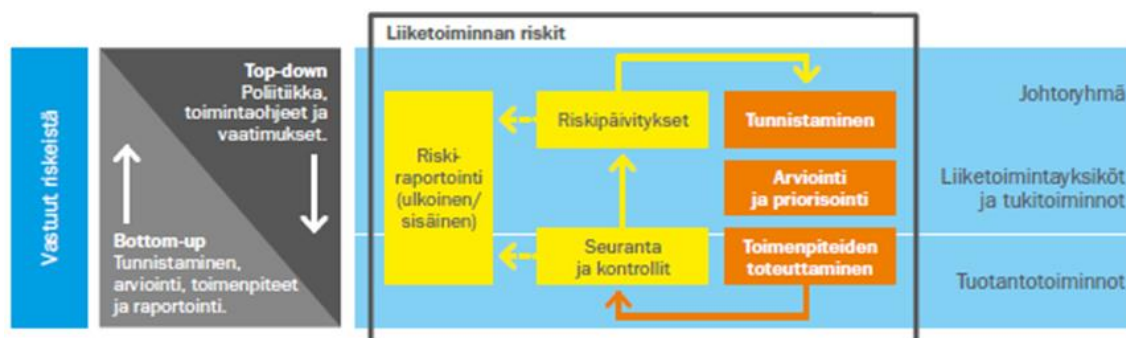 Vastuut riskeistä
Top-down
Politiikka,
toimintaohjeet ja
vaatimukset.
Bottom-up
Tunnistaminen,
arviointi, toimenpiteet
ja raportointi.
Liiketoiminnan riskit
Riski-
raportointi
(ulkoinen/
sisäinen)
Riskipäivitykset
Seuranta
ja kontrollit
Tunnistaminen
Arviointi
ja priorisointi
Toimenpiteiden
toteuttaminen
Johtoryhmä
Liiketoimintayksiköt
ja tukitoiminnot
Tuotantotoiminnot